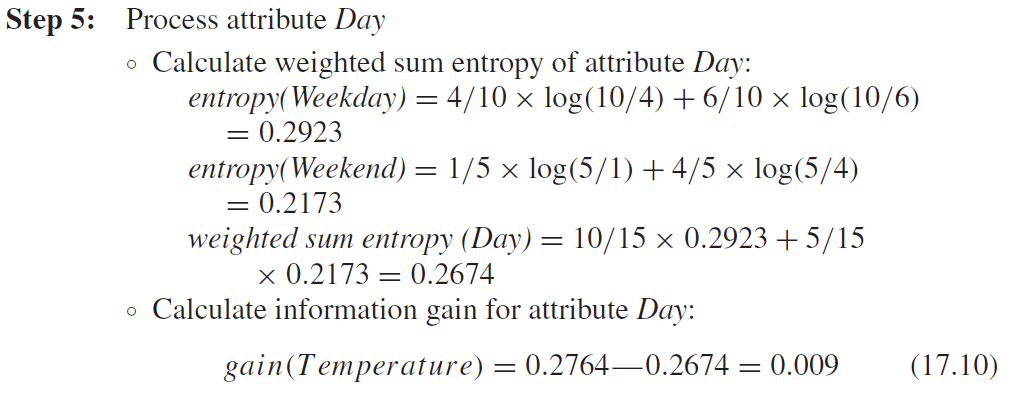 Step 5: Process attribute Day
◦ Calculate weighted sum entropy of attribute Day:
entropy(Weekday) = 4/10 × log(10/4) + 6/10 × log(10/6)
= 0.2923
entropy(Weekend) = 1/5 × log(5/1) + 4/5 × log(5/4)
= 0.2173
weighted sum entropy (Day) = 10/15 × 0.2923 + 5/15
× 0.2173 = 0.2674
◦ Calculate information gain for attribute Day:
gain(Temperature) = 0.2764—0.2674 = 0.009 (17.10)